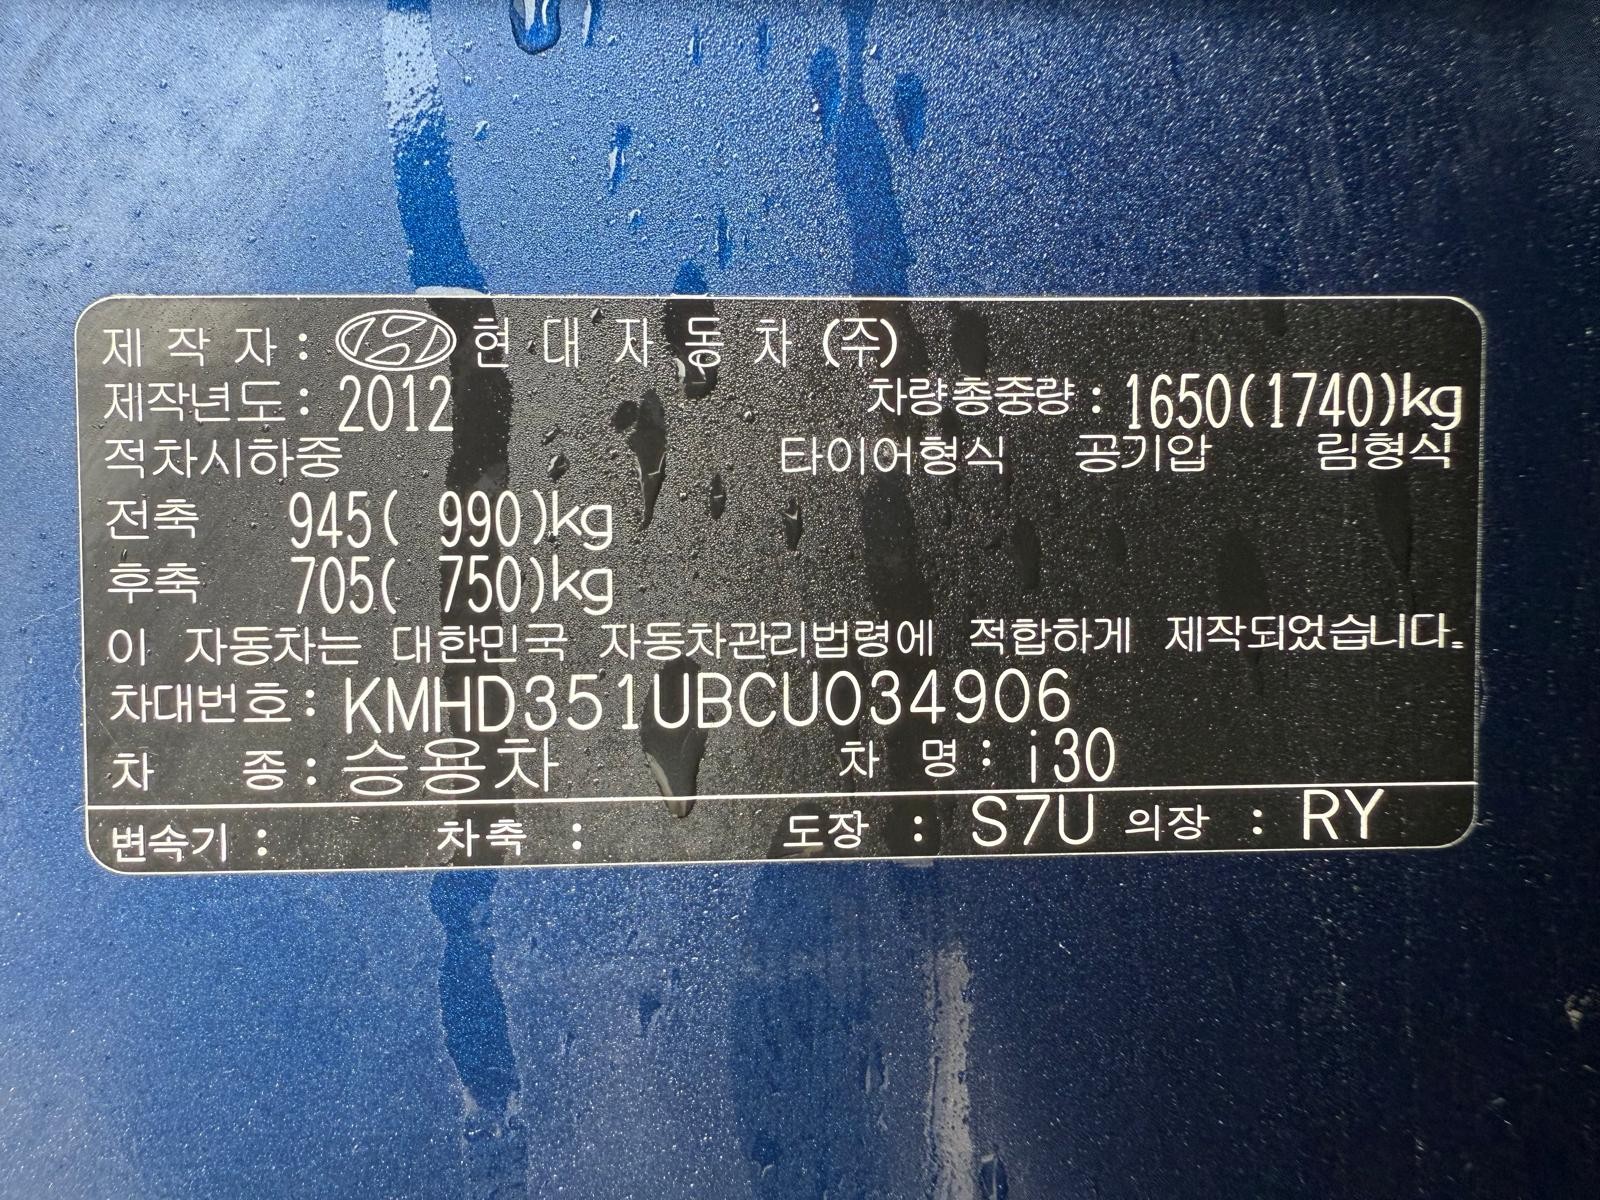 제 작 자 : 현 대 자 동 차 (주)
제작년도 : 2012 차량총중량 : 1650(1740)kg
적차시하중 타이어형식 공기압 림형식
전축 945( 990)kg
후축 705( 750)kg
이 자동차는 대한민국 자동차관리법령에 적합하게 제작되었습니다.
차대번호 : KMHD351UBCU034906
차 종 : 승용차 차 명 : i30
변속기 : 차축 : 도장 : S7U 의장 : RY